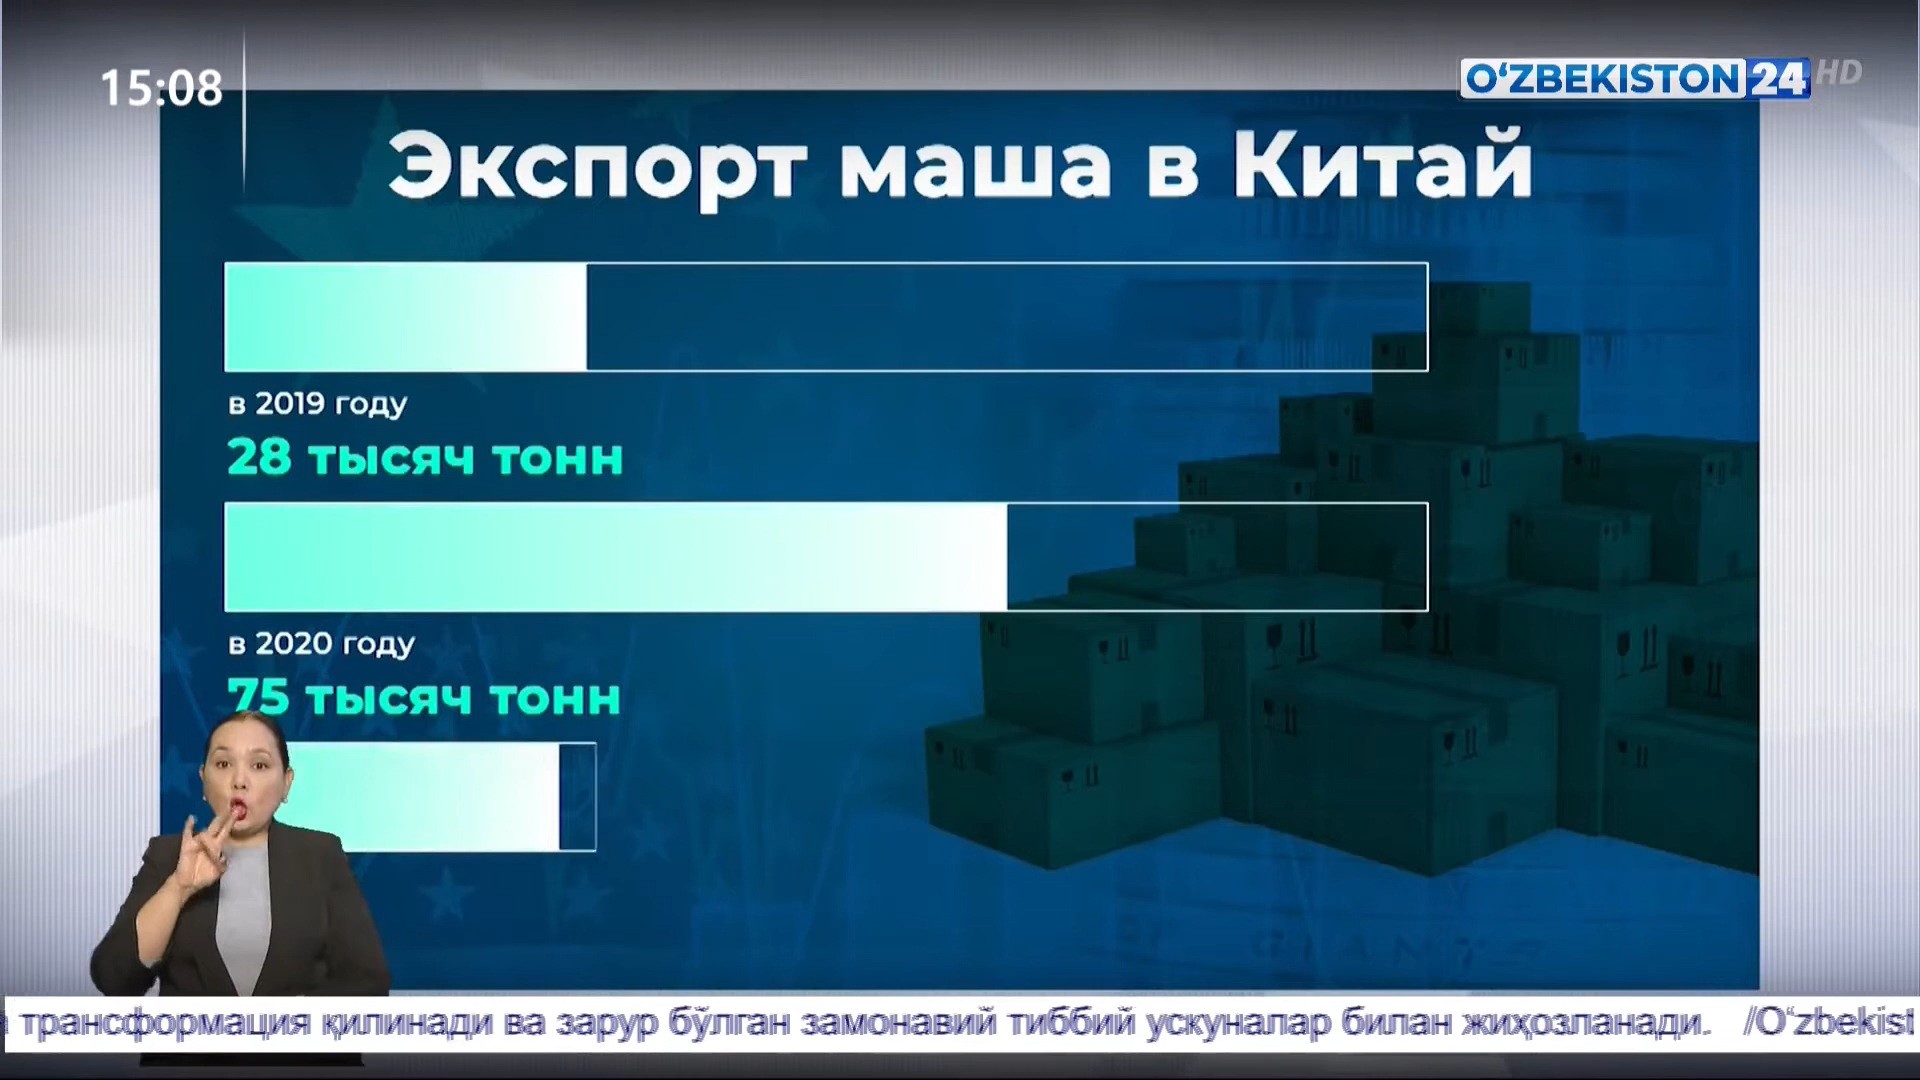 15:08
O‘ZBEKISTON 24 HD
Экспорт маша в Китай
в 2019 году
28 тысяч тонн
в 2020 году
75 тысяч тонн
трансформация қилинади ва зарур бўлган замонавий тиббий ускуналар билан жиҳозланади. /O‘zbekist